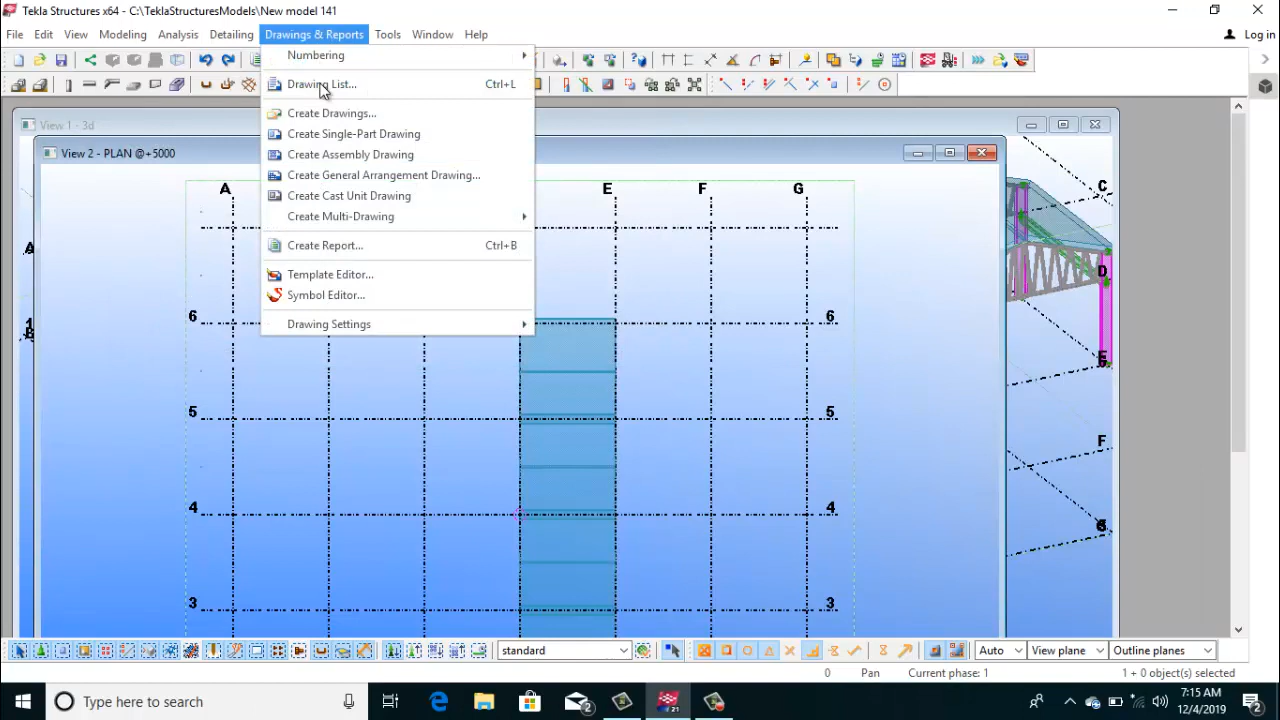 Tekla Structures x64 - C:\TeklaStructuresModels\New model 141
File Edit View Modeling Analysis Detailing Drawings & Reports Tools Window Help Log in
Numbering
Drawing List... Ctrl+L
Create Drawings...
Create Single-Part Drawing
Create Assembly Drawing
Create General Arrangement Drawing...
Create Cast Unit Drawing
Create Multi-Drawing
Create Report... Ctrl+B
Template Editor...
Symbol Editor...
Drawing Settings
View 1 - 3d
View 2 - PLAN @+5000
A E F G
6 6
5 5
4 4
3 3
A
1
B
C
D
E
F
G
standard
Auto View plane Outline planes
0 Pan Current phase: 1 1 + 0 object(s) selected
Type here to search
2
21
7:15 AM
12/4/2019
2